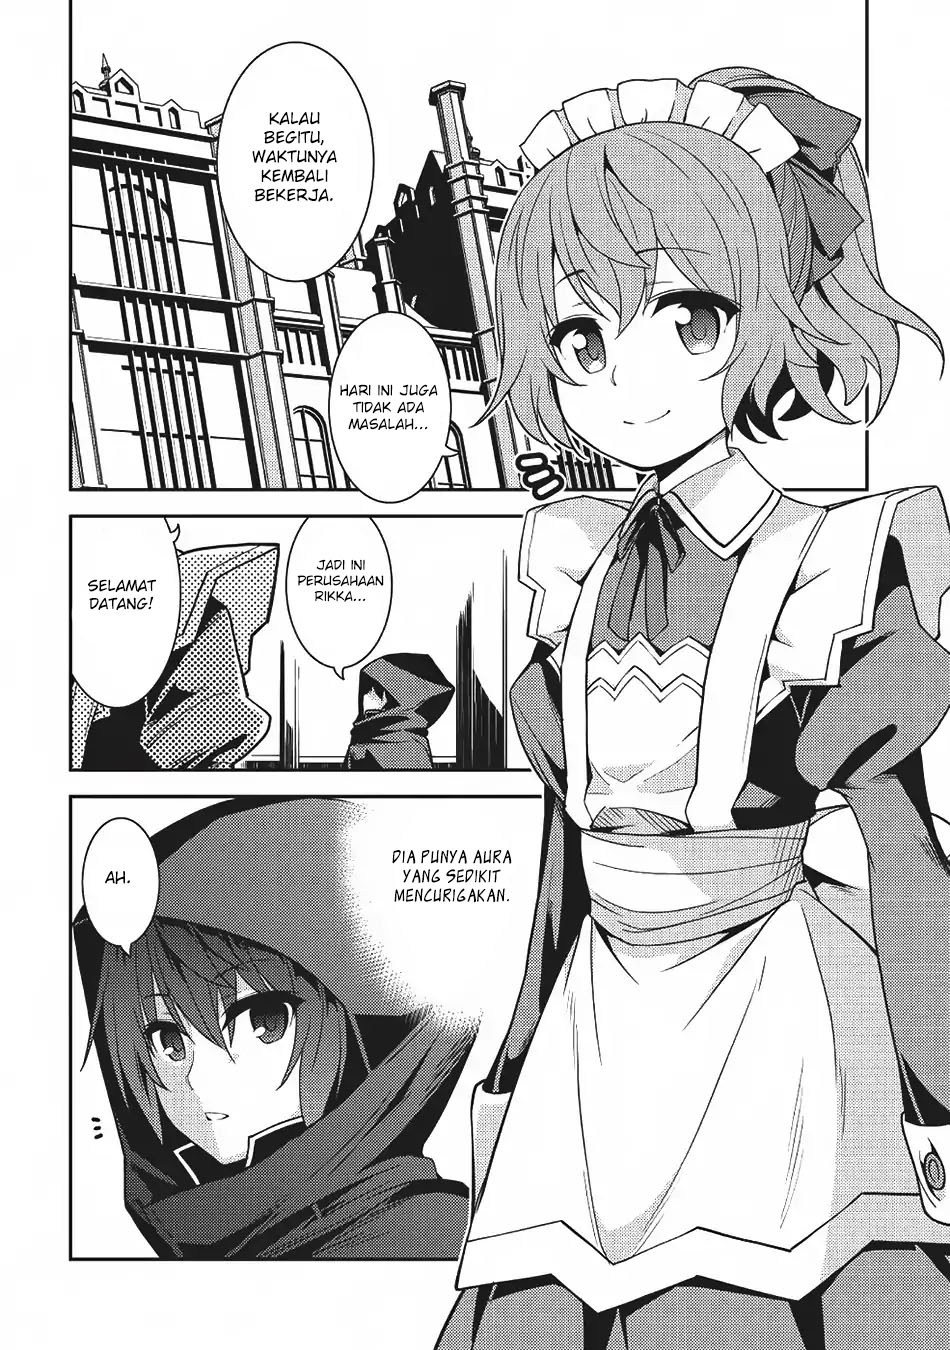 KALAU
BEGITU,
WAKTUNYA
KEMBALI
BEKERJA.
HARI INI JUGA
TIDAK ADA
MASALAH...
SELAMAT
DATANG!
JADI INI
PERUSAHAAN
RIKKA...
AH.
DIA PUNYA AURA
YANG SEDIKIT
MENCURIGAKAN.